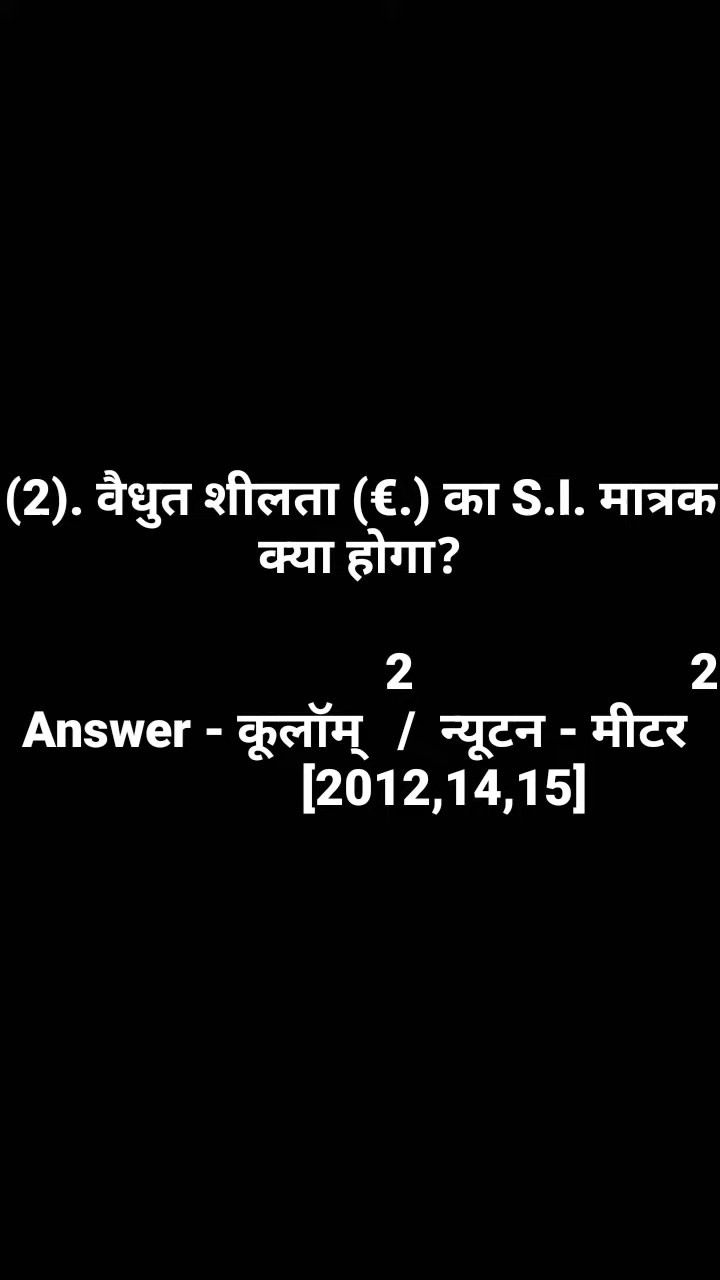 (2). वैधुत शीलता (€.) का S.I. मात्रक
क्या होगा?
2 2
Answer - कूलॉम् / न्यूटन - मीटर
[2012,14,15]